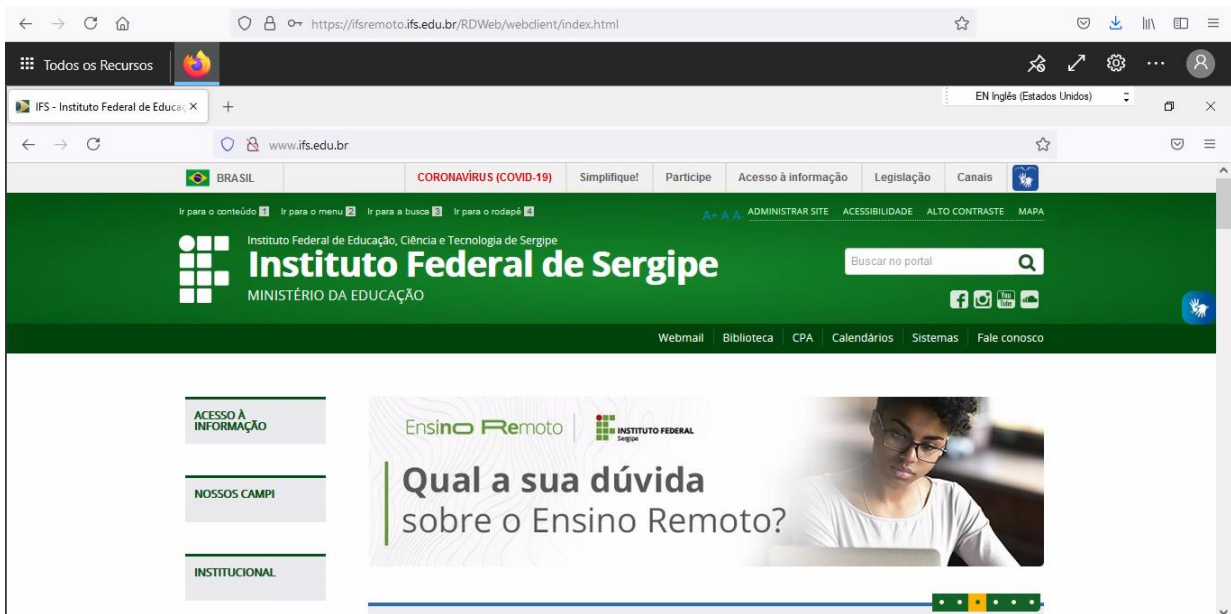 https://ifsremoto.ifs.edu.br/RDWeb/webclient/index.html
Todos os Recursos
IFS - Instituto Federal de Educaç
EN Inglês (Estados Unidos)
www.ifs.edu.br
BRASIL CORONAVÍRUS (COVID-19) Simplifique! Participe Acesso à informação Legislação Canais
Ir para o conteúdo 1 Ir para o menu 2 Ir para a busca 3 Ir para o rodapé 4 A+ A A- ADMINISTRAR SITE ACESSIBILIDADE ALTO CONTRASTE MAPA
Instituto Federal de Educação, Ciência e Tecnologia de Sergipe
Instituto Federal de Sergipe
Buscar no portal
MINISTÉRIO DA EDUCAÇÃO
You Tube
Webmail Biblioteca CPA Calendários Sistemas Fale conosco
ACESSO À
INFORMAÇÃO
NOSSOS CAMPI
INSTITUCIONAL
Ensino Remoto INSTITUTO FEDERAL
Sergipe
Qual a sua dúvida
sobre o Ensino Remoto?